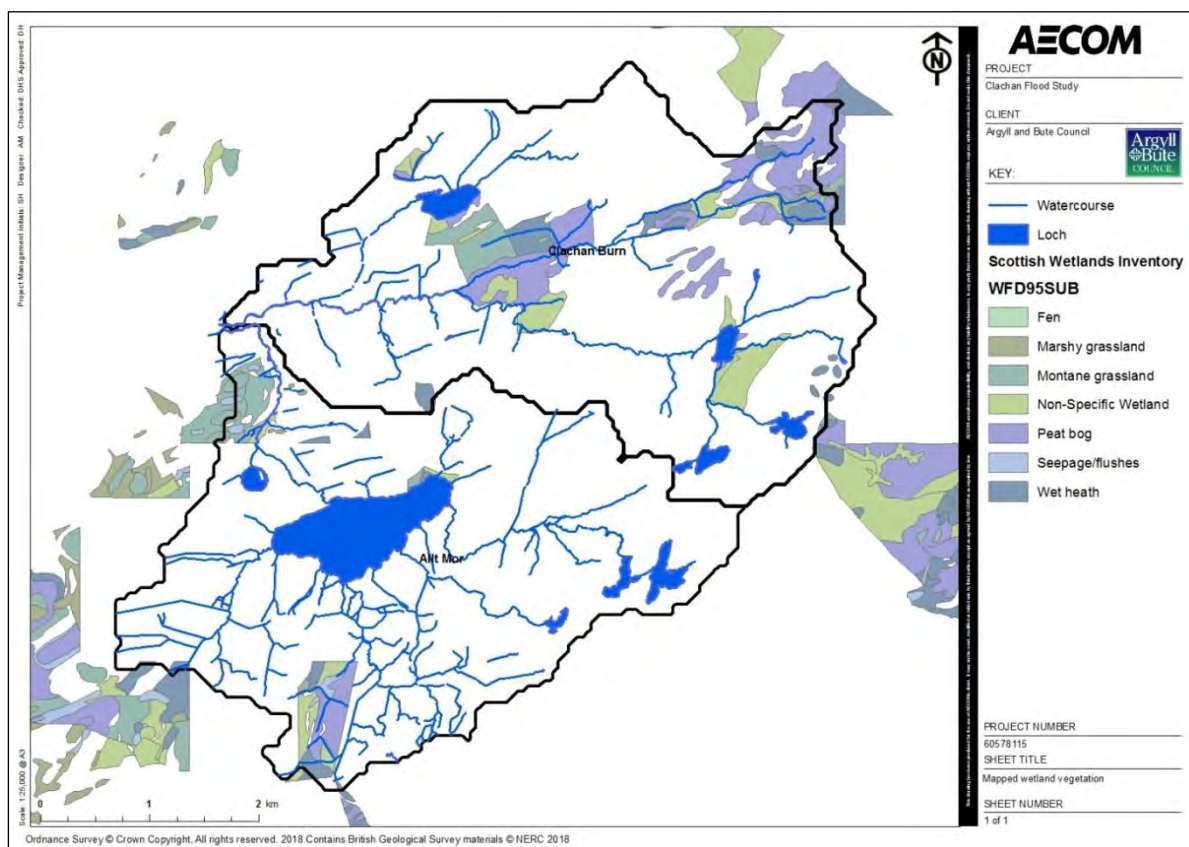 Project Management Initials: SH Designer: AM Checked: DHS Approved: DH
Scale: 1:25,000 @ A3
N
Clachan Burn
Allt Mor
0 1 2 km
Ordnance Survey © Crown Copyright, All rights reserved. 2018.Contains British Geological Survey materials © NERC 2018
AECOM
PROJECT
Clachan Flood Study
CLIENT
Argyll and Bute Council
Argyll
Bute
COUNCIL
KEY:
Watercourse
Loch
Scottish Wetlands Inventory
WFD95SUB
Fen
Marshy grassland
Montane grassland
Non-Specific Wetland
Peat bog
Seepage/flushes
Wet heath
PROJECT NUMBER
60578115
SHEET TITLE
Mapped wetland vegetation
SHEET NUMBER
1 of 1